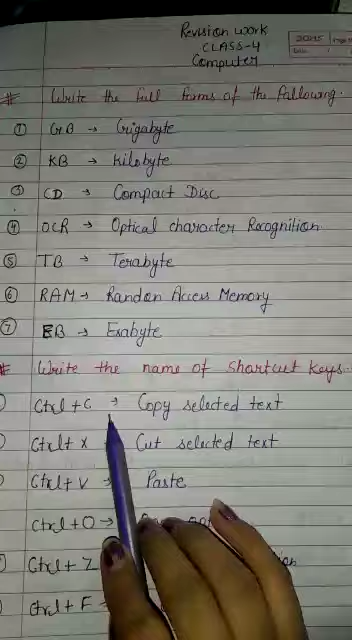 Revision work
CLASS-4
Computer
# Write the full forms of the following.
① GB → Gigabyte
② KB → Kilobyte
③ CD → Compact Disc
④ OCR → Optical character Recognition
⑤ TB → Terabyte
⑥ RAM → Randon Access Memory
⑦ EB → Exabyte
# Write the name of shortcut keys.
Ctrl + C → Copy selected text
Ctrl + X Cut selected text
Ctrl + V Paste
Ctrl + O →
Ctrl + Z
Ctrl + F